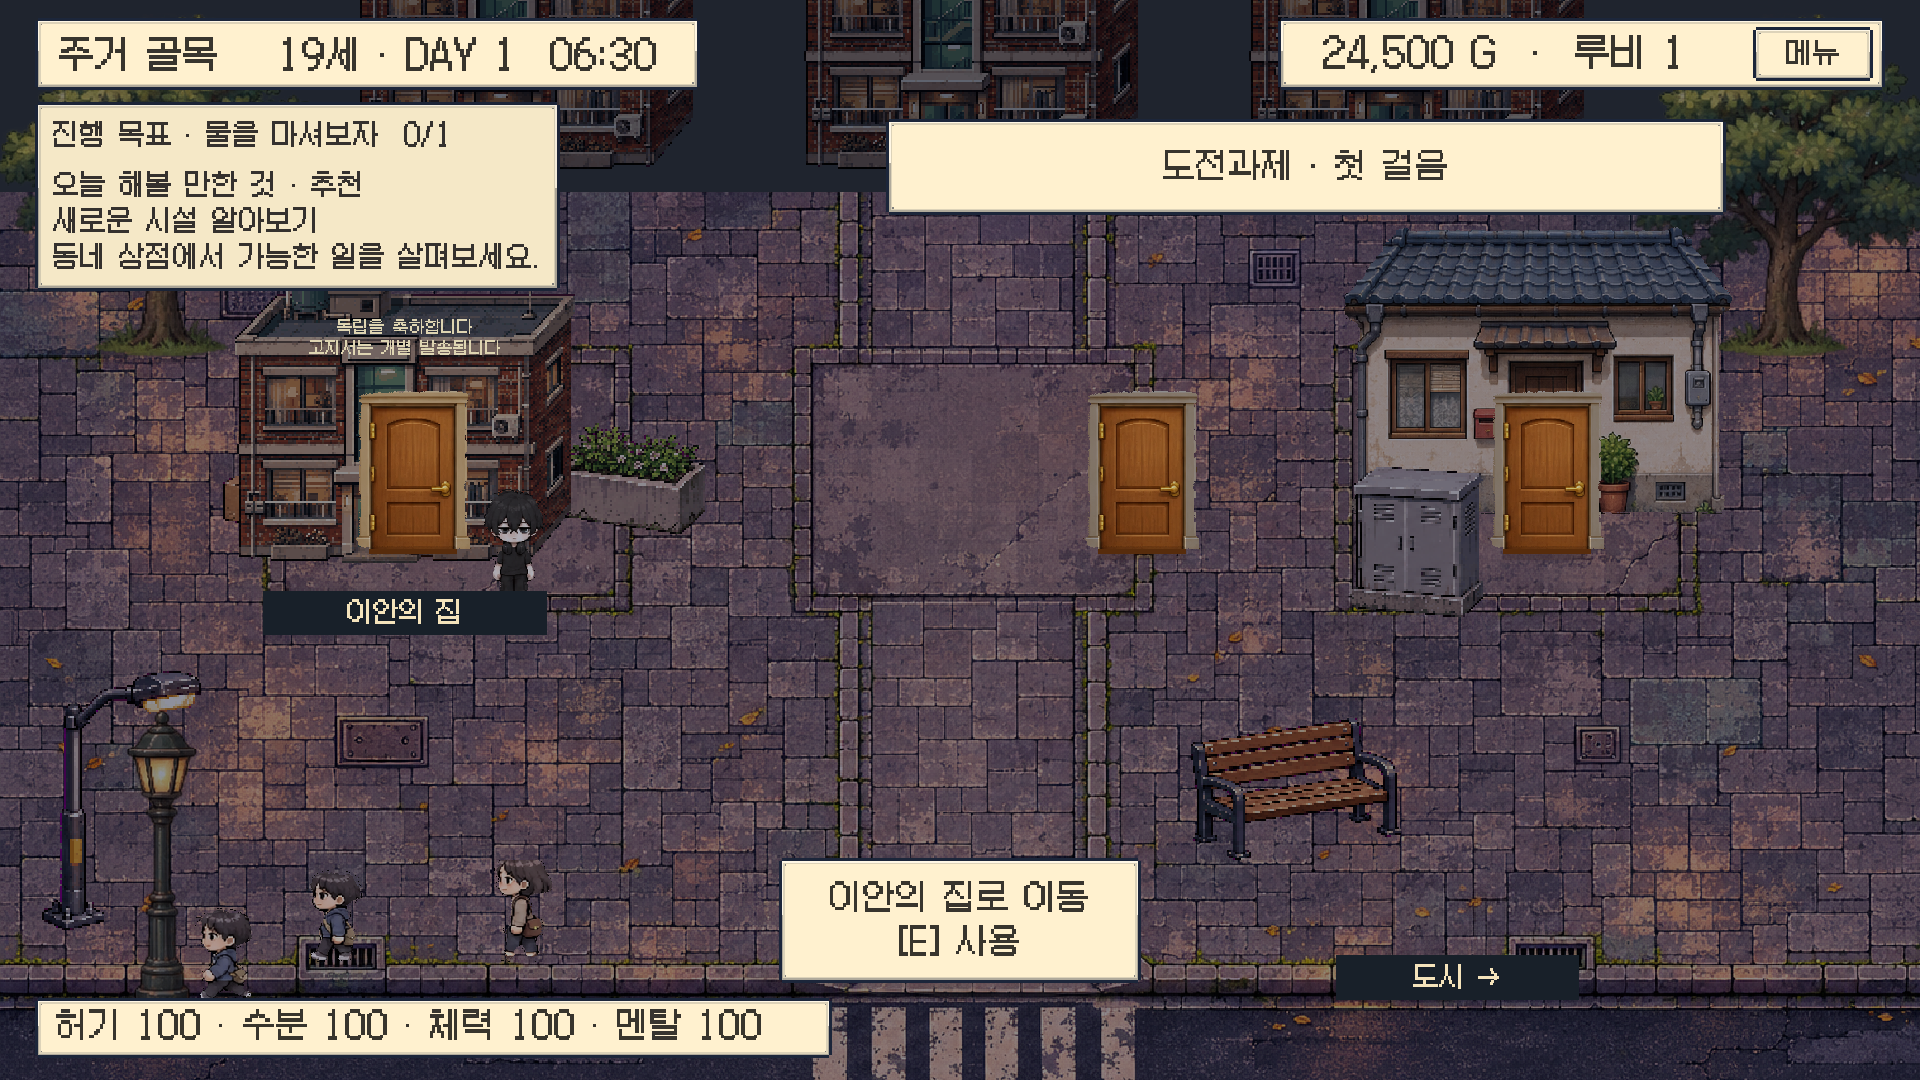 주거 골목 19세 · DAY 1 06:30
24,500 G · 루비 1
메뉴
진행 목표 · 물을 마셔보자 0/1
오늘 해볼 만한 것 · 추천
새로운 시설 알아보기
동네 상점에서 가능한 일을 살펴보세요.
도전과제 · 첫 걸음
독립을 축하합니다
고지서는 개별 발송됩니다
이안의 집
이안의 집로 이동
[E] 사용
도시 →
허기 100 · 수분 100 · 체력 100 · 멘탈 100